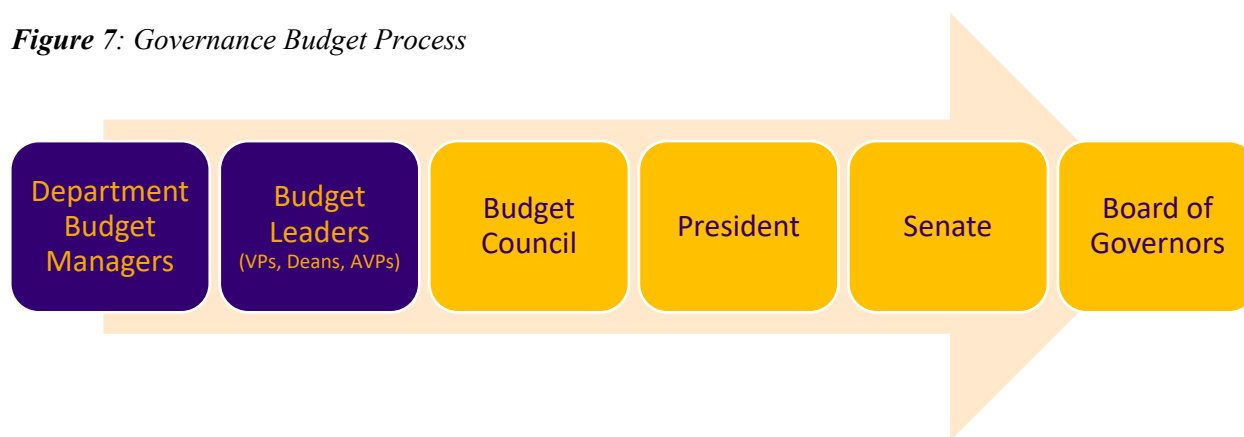 Figure 7: Governance Budget Process
Department
Budget
Managers
Budget
Leaders
(VPs, Deans, AVPs)
Budget
Council
President
Senate
Board of
Governors